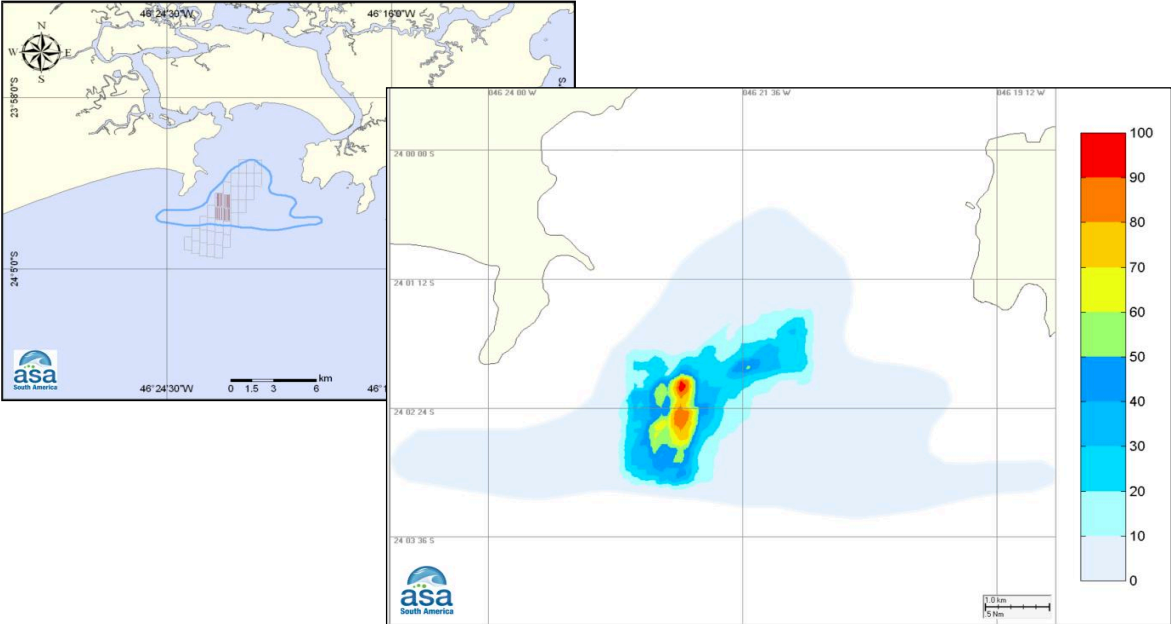 46°24'30"W
46°16'0"W
N
W
E
S
23°58'0"S
24°5'0"S
asa
South America
km
0 1.5 3 6
46°24'30"W
46°1
046 24 00 W
046 21 36 W
046 19 12 W
24 00 00 S
24 01 12 S
24 02 24 S
24 03 36 S
100
90
80
70
60
50
40
30
20
10
0
asa
South America
1.0 km
.5 Nm